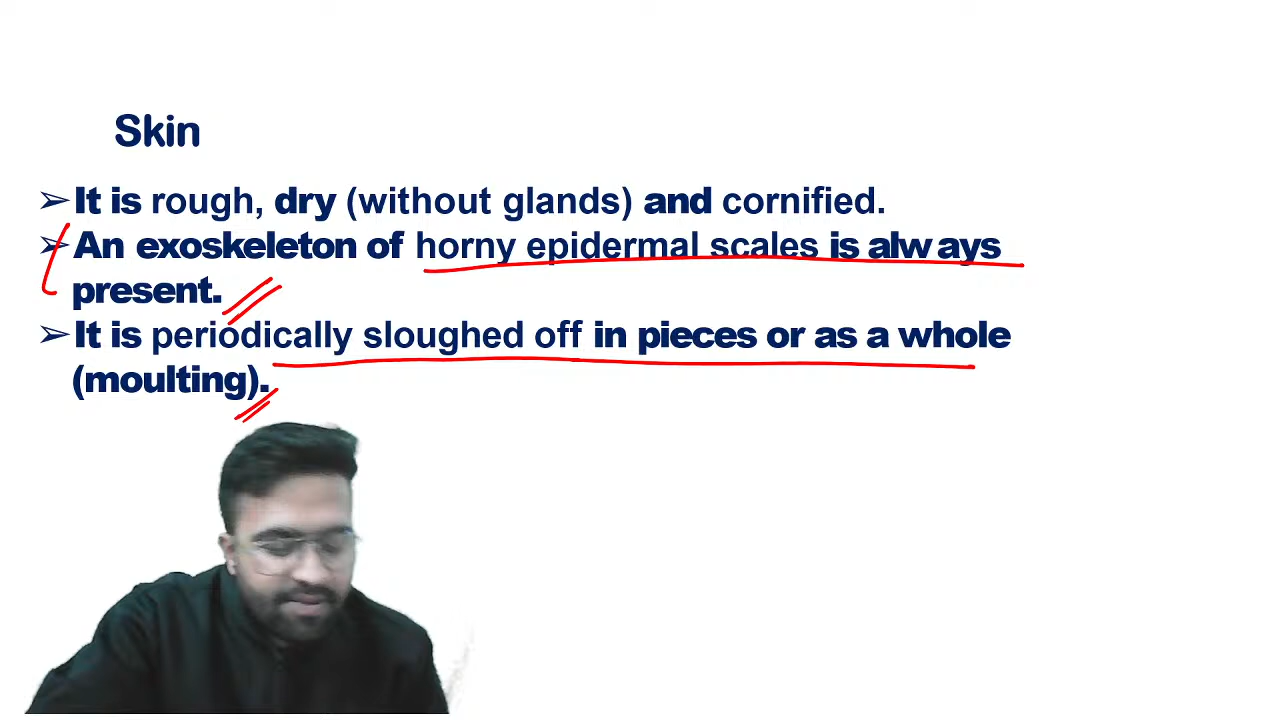 Skin
➢It is rough, dry (without glands) and cornified.
➢An exoskeleton of horny epidermal scales is always
present.
➢It is periodically sloughed off in pieces or as a whole
(moulting).